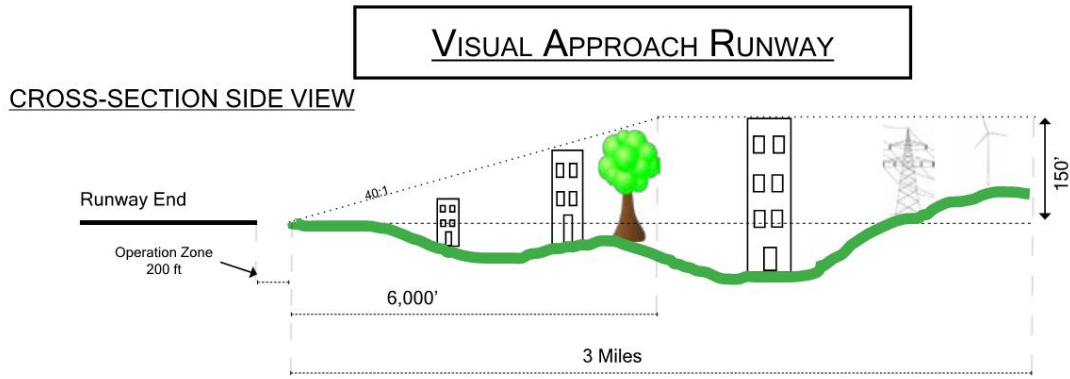 VISUAL APPROACH RUNWAY
CROSS-SECTION SIDE VIEW
40:1
150'
Runway End
Operation Zone
200 ft
6,000'
3 Miles